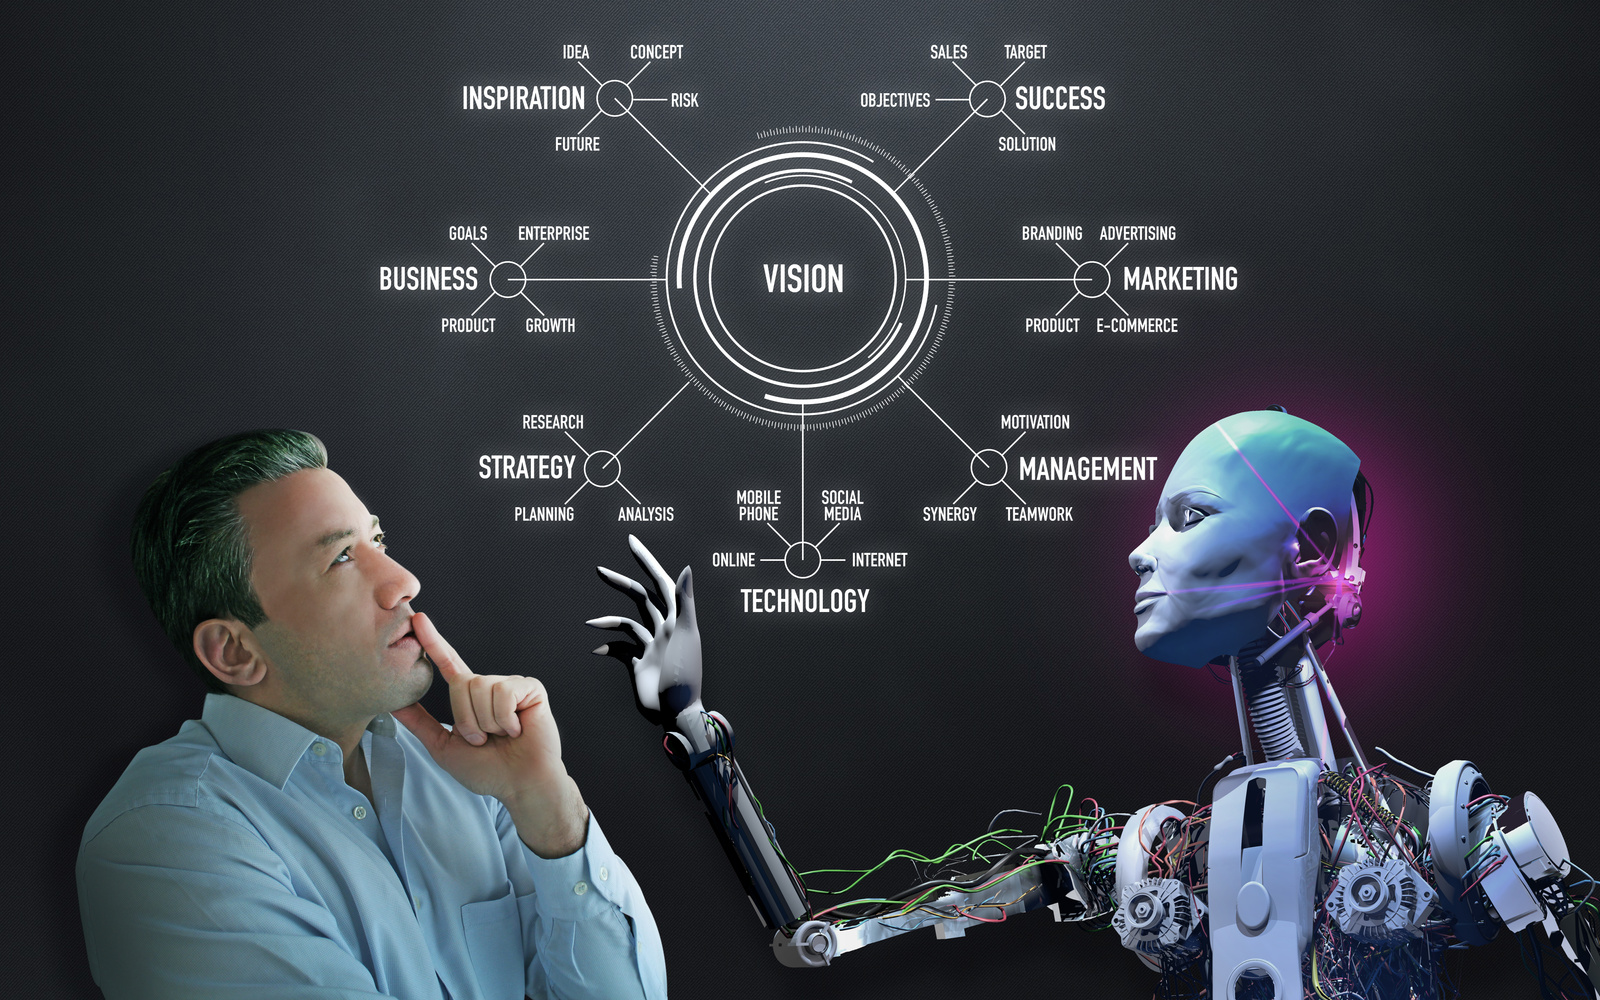 IDEA
CONCEPT
INSPIRATION
RISK
FUTURE
SALES
TARGET
OBJECTIVES
SUCCESS
SOLUTION
GOALS
ENTERPRISE
BUSINESS
PRODUCT
GROWTH
VISION
BRANDING
ADVERTISING
MARKETING
PRODUCT
E-COMMERCE
RESEARCH
STRATEGY
PLANNING
ANALYSIS
MOBILE
PHONE
SOCIAL
MEDIA
ONLINE
INTERNET
TECHNOLOGY
MOTIVATION
MANAGEMENT
SYNERGY
TEAMWORK